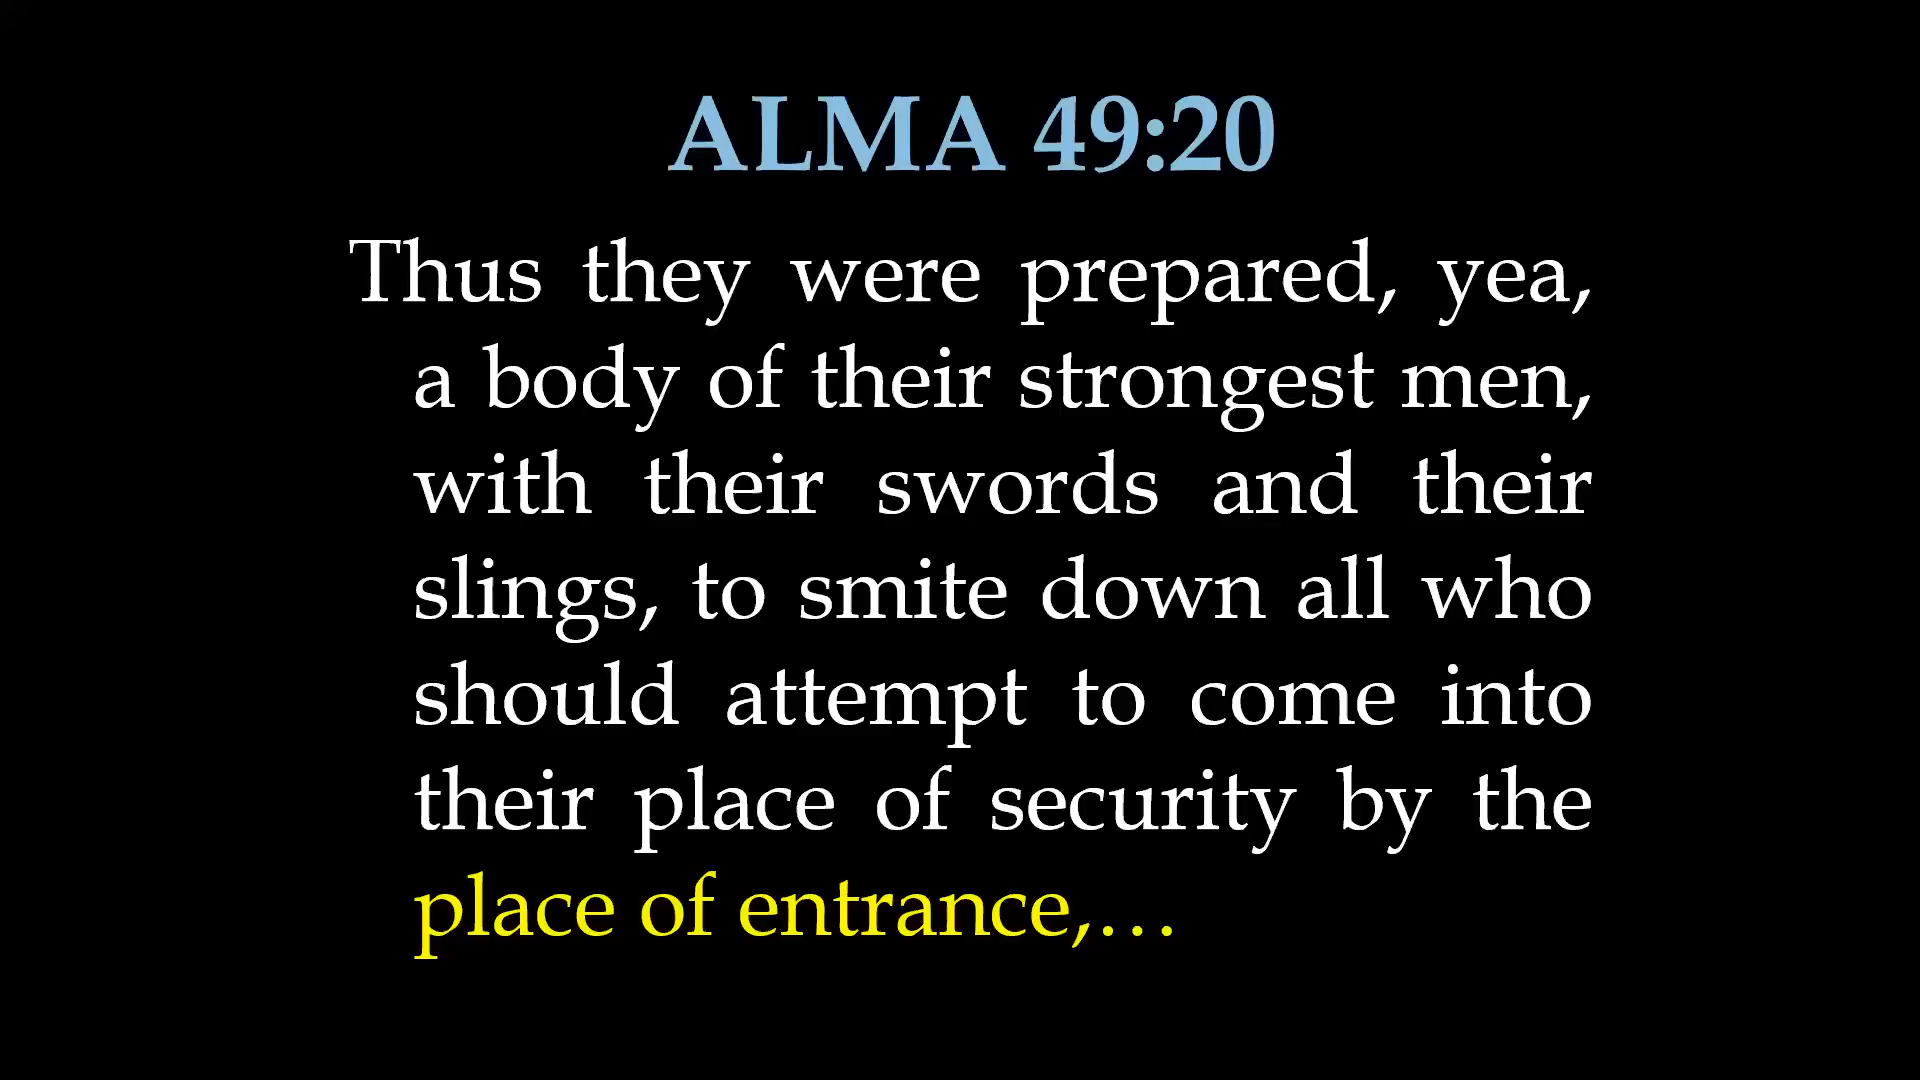 ALMA 49:20
Thus they were prepared, yea,
a body of their strongest men,
with their swords and their
slings, to smite down all who
should attempt to come into
their place of security by the
place of entrance,…